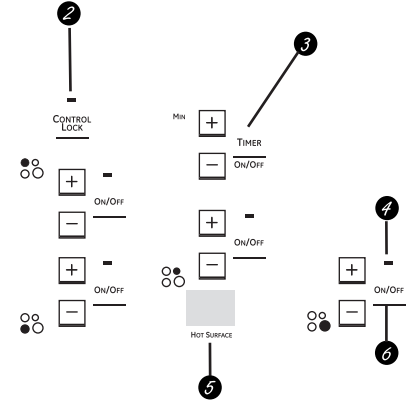 2
3
CONTROL
LOCK
MIN
+
TIMER
−
ON/OFF
+
ON/OFF
−
+
ON/OFF
−
4
+
ON/OFF
−
+
ON/OFF
−
HOT SURFACE
5
6